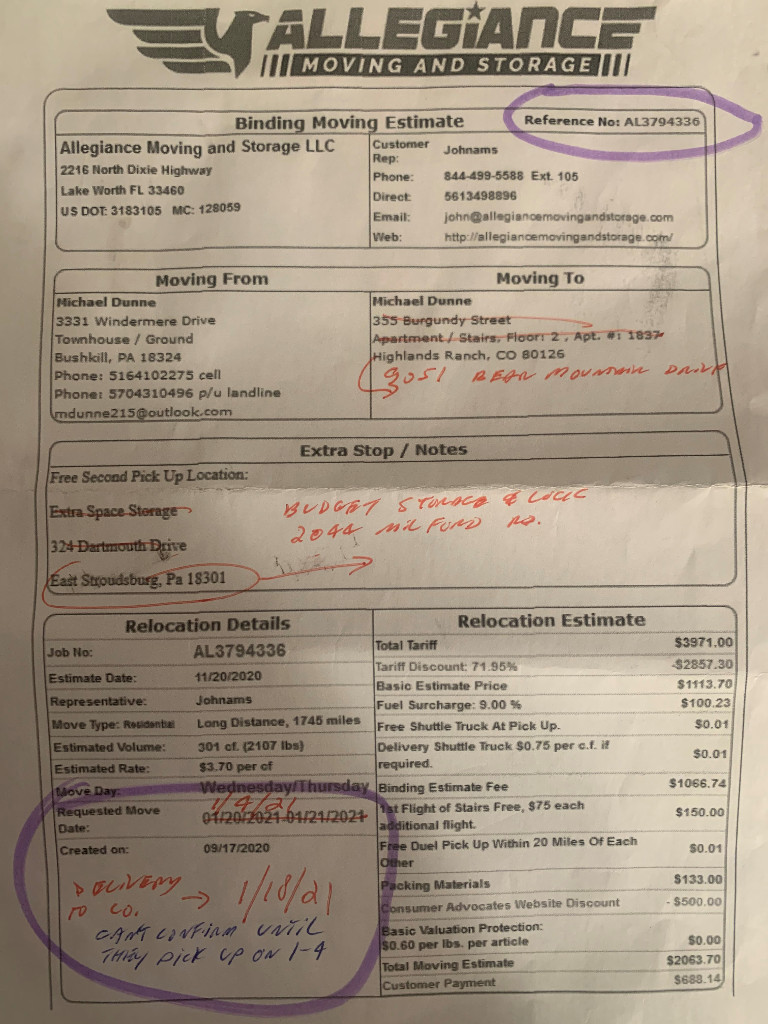 ALLEGIANCE
MOVING AND STORAGE
Binding Moving Estimate
Reference No: AL3794336
Allegiance Moving and Storage LLC
2216 North Dixie Highway
Lake Worth FL 33460
US DOT: 3183105 MC: 128059
Customer Rep: Johnams
Phone: 844-499-5588 Ext. 105
Direct: 5613498896
Email: john@allegiancemovingandstorage.com
Web: http://allegiancemovingandstorage.com/
Moving From
Michael Dunne
3331 Windermere Drive
Townhouse / Ground
Bushkill, PA 18324
Phone: 5164102275 cell
Phone: 5704310496 p/u landline
mdunne215@outlook.com
Moving To
Michael Dunne
355 Burgundy Street
Apartment / Stairs, Floor: 2 , Apt. #: 1837
Highlands Ranch, CO 80126
3051 BEAR MOUNTAIN DRIVE
Extra Stop / Notes
Free Second Pick Up Location:
Extra Space Storage
324 Dartmouth Drive
East Stroudsburg, Pa 18301
BUDGET STORAGE & LOCK
2044 MILFORD RD.
Relocation Details
Job No: AL3794336
Estimate Date: 11/20/2020
Representative: Johnams
Move Type: Residential Long Distance, 1745 miles
Estimated Volume: 301 cf. (2107 lbs)
Estimated Rate: $3.70 per cf
Move Day: Wednesday/Thursday
1/4/21
Requested Move Date: 01/20/2021-01/21/2021
Created on: 09/17/2020
DELIVERY TO CO. → 1/18/21
CAN'T CONFIRM UNTIL
THEY PICK UP ON 1-4
Relocation Estimate
Total Tariff $3971.00
Tariff Discount: 71.95% -$2857.30
Basic Estimate Price $1113.70
Fuel Surcharge: 9.00 % $100.23
Free Shuttle Truck At Pick Up. $0.01
Delivery Shuttle Truck $0.75 per c.f. if
required. $0.01
Binding Estimate Fee $1066.74
1st Flight of Stairs Free, $75 each
additional flight. $150.00
Free Duel Pick Up Within 20 Miles Of Each
Other $0.01
Packing Materials $133.00
Consumer Advocates Website Discount - $500.00
Basic Valuation Protection:
$0.60 per lbs. per article $0.00
Total Moving Estimate $2063.70
Customer Payment $688.14